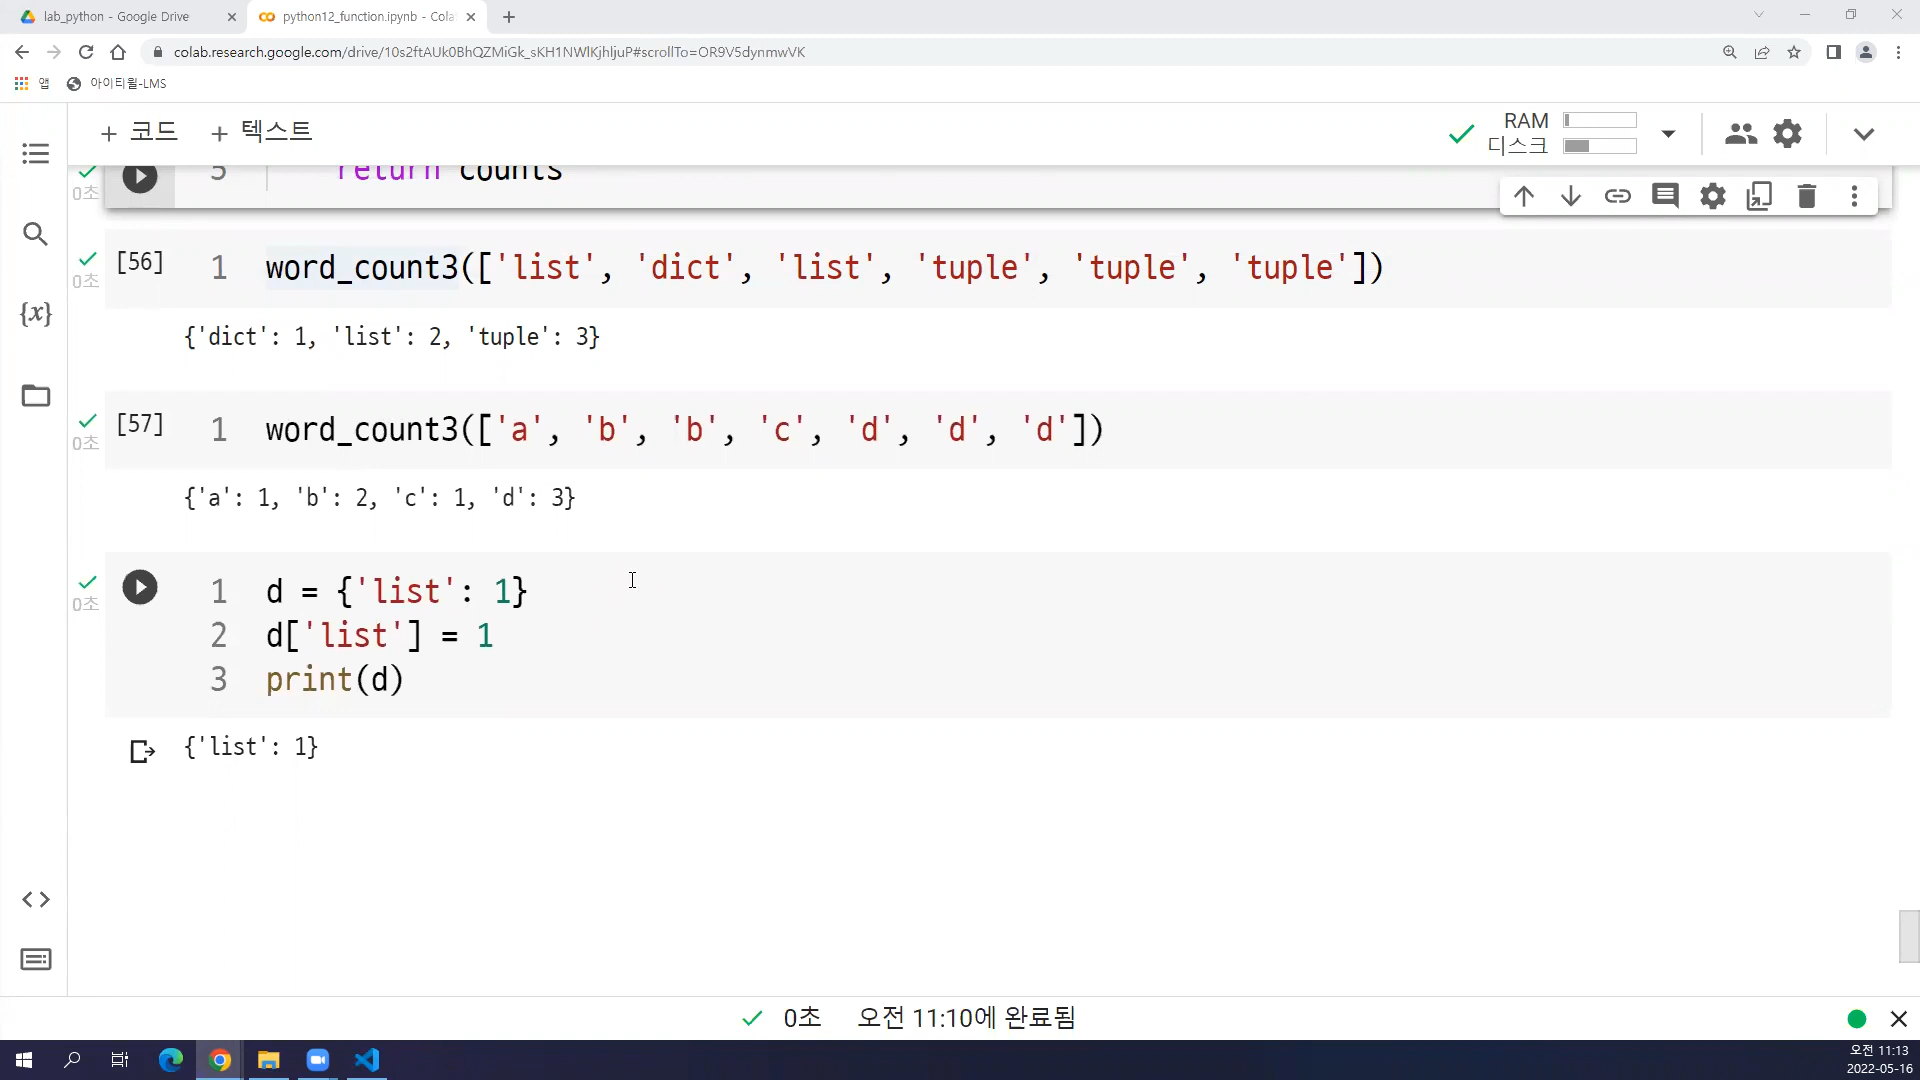 lab_python - Google Drive
python12_function.ipynb - Cola
colab.research.google.com/drive/10s2ftAUk0BhQZMiGk_sKH1NWlKjhljuP#scrollTo=OR9V5dynmwVK
앱
아이티윌-LMS
+ 코드 + 텍스트
RAM
디스크
0초
5 return counts
[56] 1 word_count3(['list', 'dict', 'list', 'tuple', 'tuple', 'tuple'])
0초
{'dict': 1, 'list': 2, 'tuple': 3}
[57] 1 word_count3(['a', 'b', 'b', 'c', 'd', 'd', 'd'])
0초
{'a': 1, 'b': 2, 'c': 1, 'd': 3}
1 d = {'list': 1}
0초
2 d['list'] = 1
3 print(d)
{'list': 1}
{x}
0초 오전 11:10에 완료됨
오전 11:13
2022-05-16